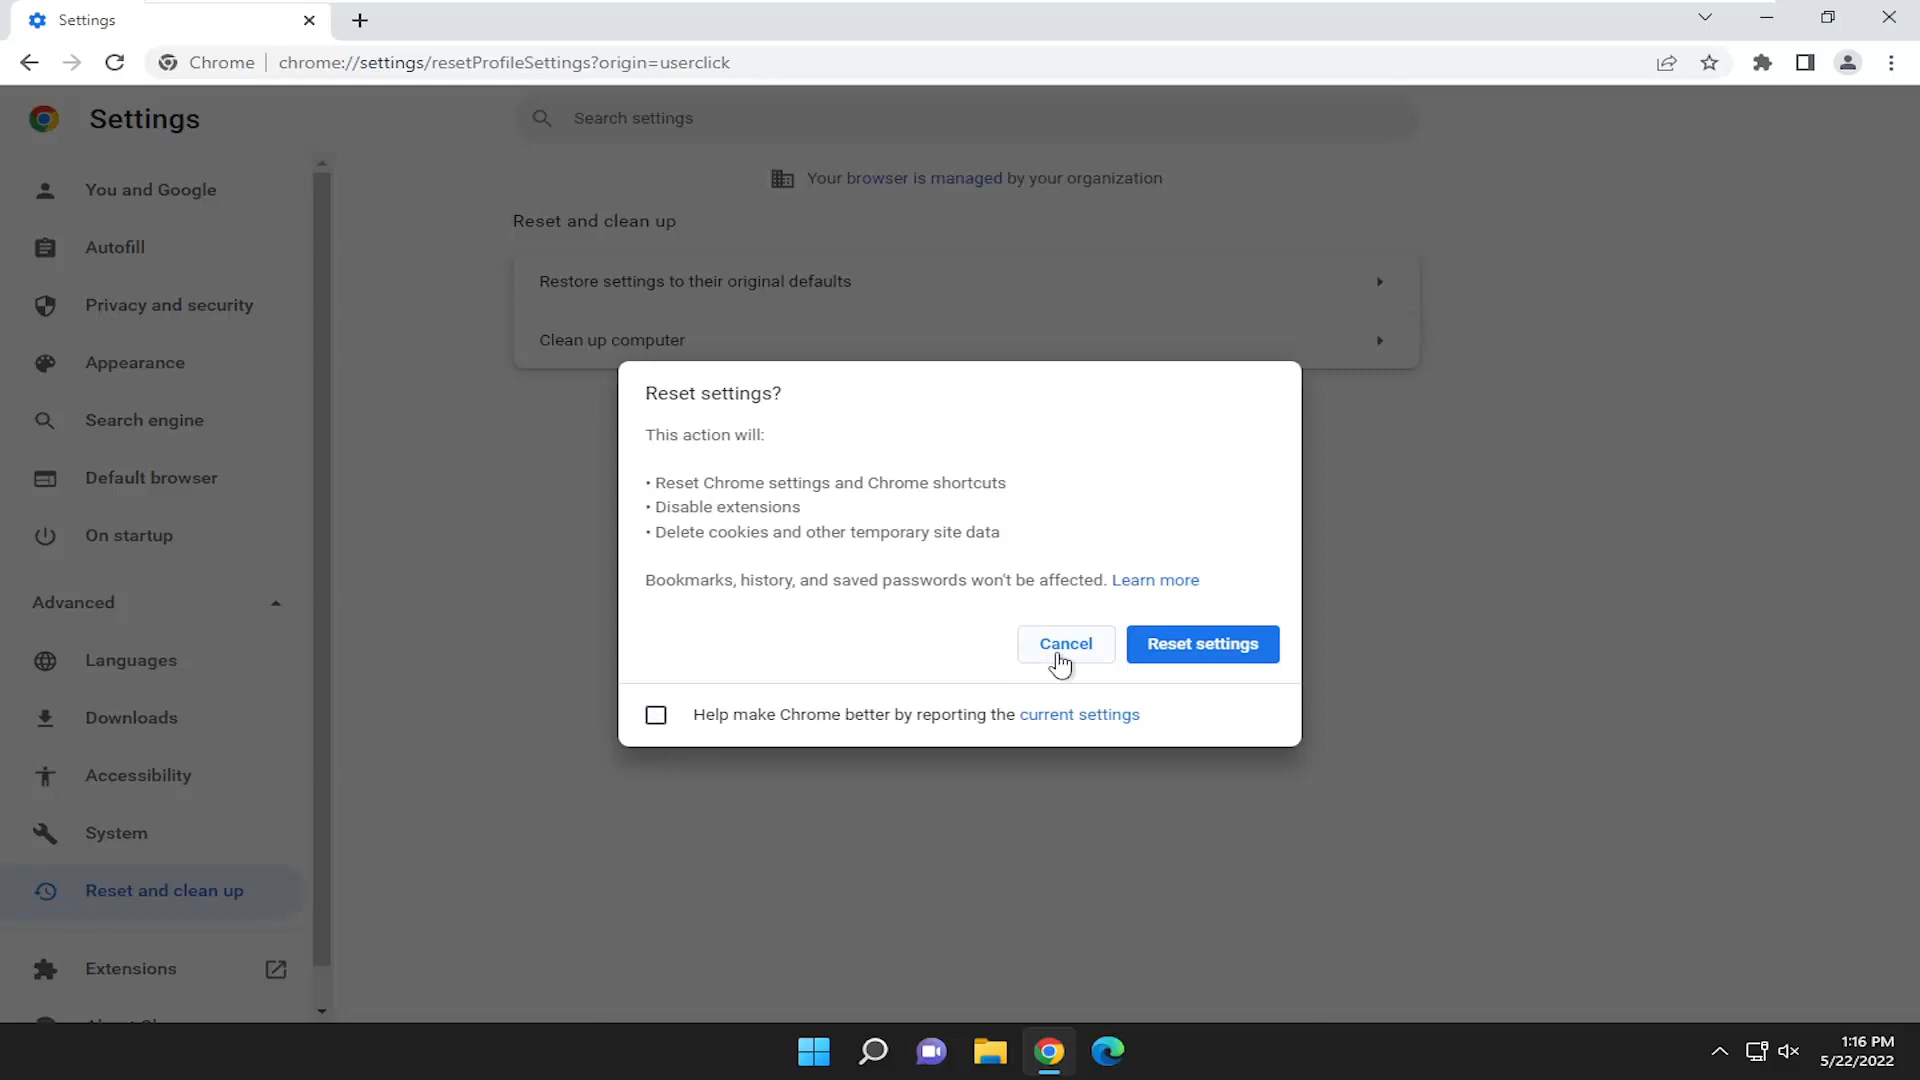 Settings
Chrome
chrome://settings/resetProfileSettings?origin=userclick
Settings
Search settings
Your browser is managed by your organization
You and Google
Autofill
Privacy and security
Appearance
Search engine
Default browser
On startup
Advanced
Languages
Downloads
Accessibility
System
Reset and clean up
Extensions
Reset and clean up
Restore settings to their original defaults
Clean up computer
Reset settings?
This action will:
• Reset Chrome settings and Chrome shortcuts
• Disable extensions
• Delete cookies and other temporary site data
Bookmarks, history, and saved passwords won't be affected. Learn more
Cancel
Reset settings
Help make Chrome better by reporting the current settings
1:16 PM
5/22/2022